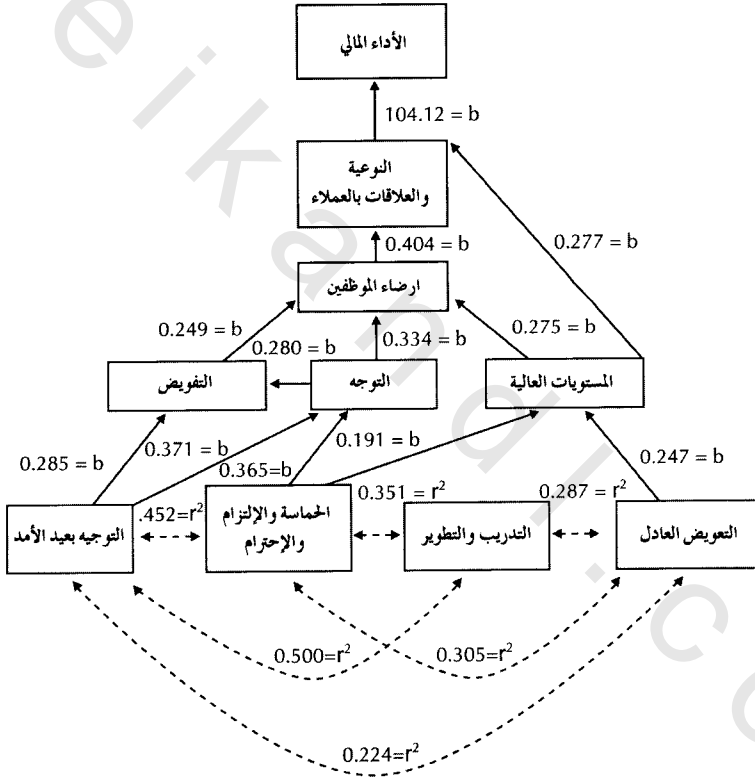 الأداء المالي
104.12 = b
النوعية
والعلاقات بالعملاء
0.404 = b
0.277 = b
ارضاء الموظفين
0.249 = b
0.280 = b
0.334 = b
0.275 = b
التفويض
التوجه
المستويات العالية
0.285 = b
0.371 = b
0.365=b
0.191 = b
0.247 = b
.452=r²
0.351 = r²
0.287 = r²
التوجيه بعيد الأمد
الحماسة والإلتزام
والإحترام
التدريب والتطوير
التعويض العادل
0.500=r²
0.305=r²
0.224=r²
eikandl.co